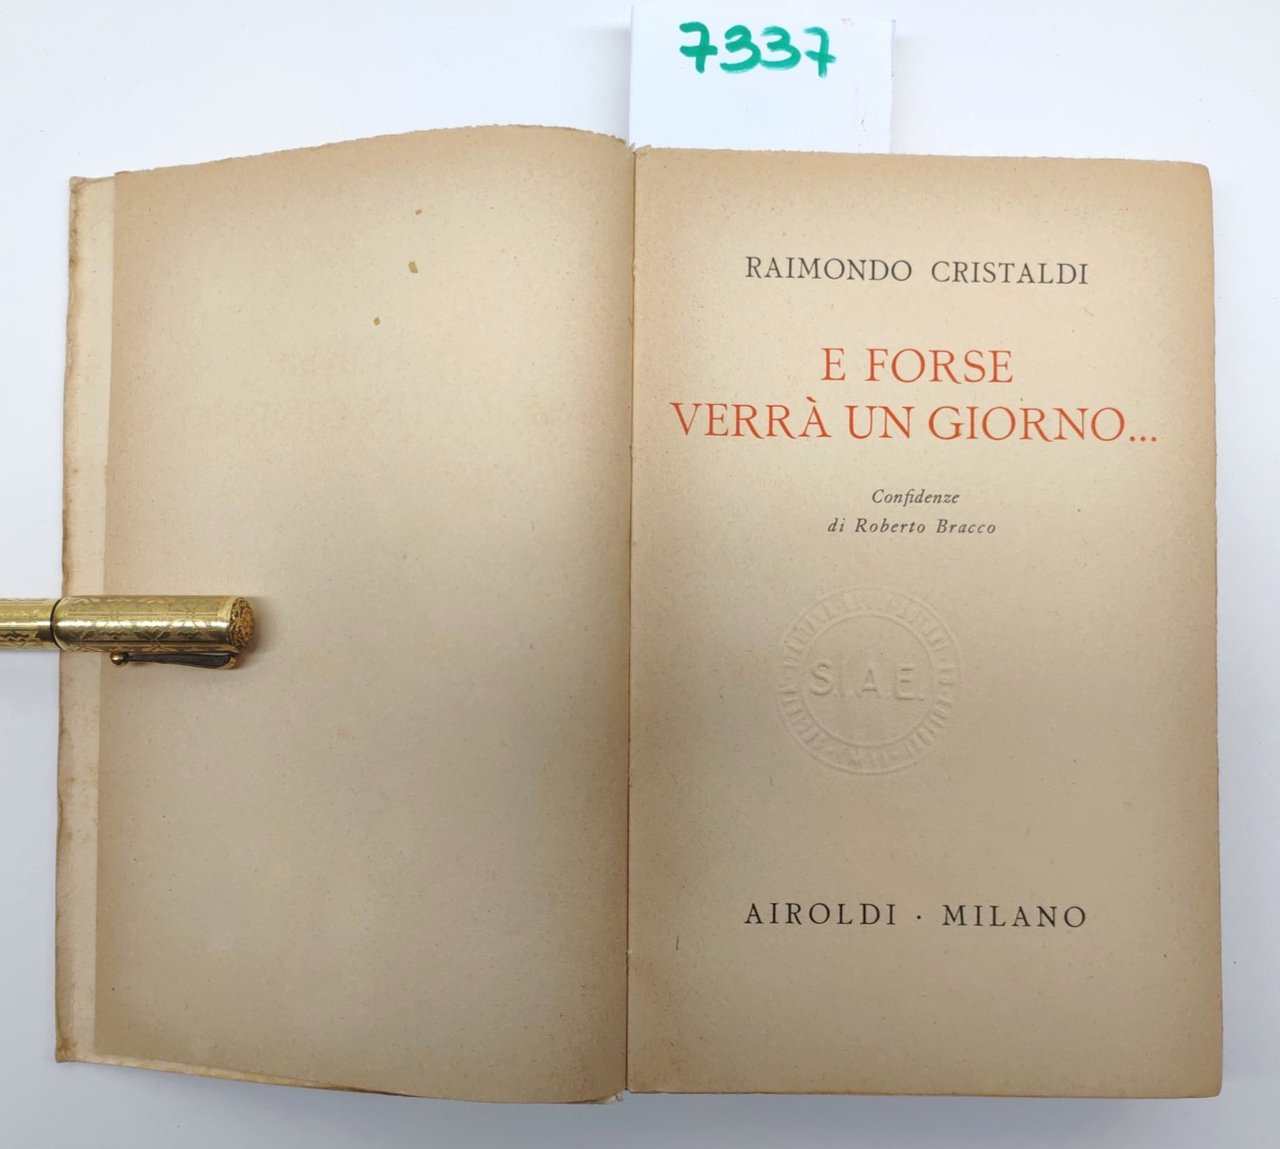 7337
RAIMONDO CRISTALDI
E FORSE
VERRÀ UN GIORNO...
Confidenze
di Roberto Bracco
S.I.A.E.
AIROLDI · MILANO